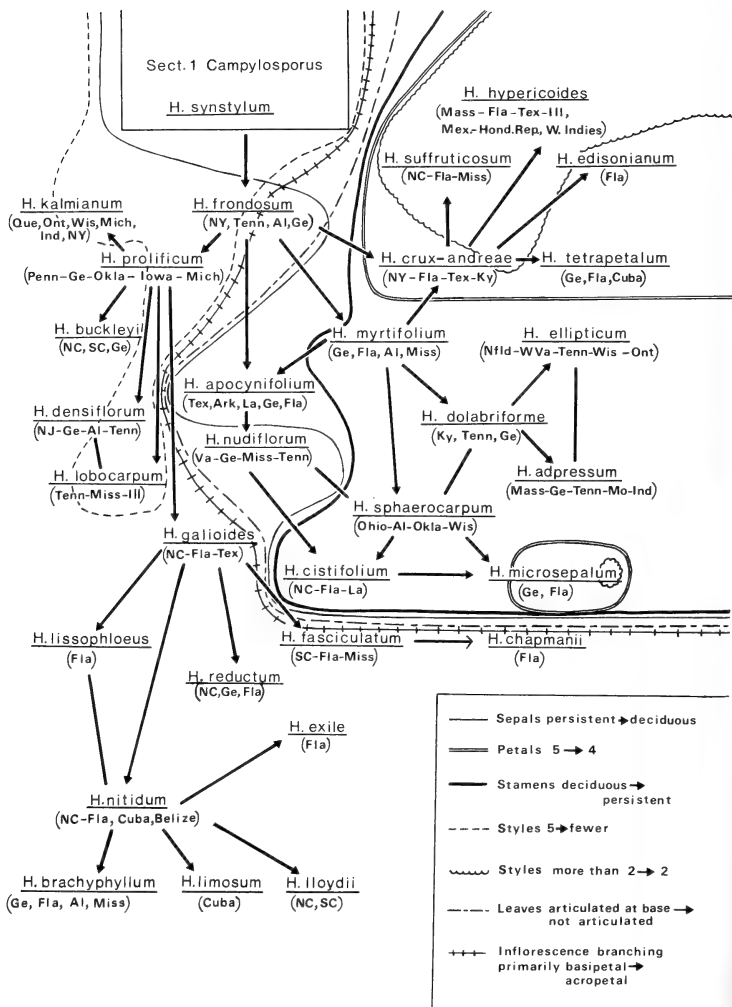 Sect. 1 Campylosporus
H. synstylum
H. hypericoides
(Mass-Fla-Tex-Ill,
Mex.-Hond.Rep, W. Indies)
H. suffruticosum
(NC-Fla-Miss)
H. edisonianum
(Fla)
H. kalmianum
(Que, Ont, Wis, Mich,
Ind, NY)
H. frondosum
(NY, Tenn, Al, Ge)
H. prolificum
(Penn-Ge-Okla-Iowa-Mich)
H. crux-andreae
(NY-Fla-Tex-Ky)
H. tetrapetalum
(Ge, Fla, Cuba)
H. buckleyi
(NC, SC, Ge)
H. myrtifolium
(Ge, Fla, Al, Miss)
H. ellipticum
(Nfld-WVa-Tenn-Wis-Ont)
H. apocynifolium
(Tex, Ark, La, Ge, Fla)
H. densiflorum
(NJ-Ge-Al-Tenn)
H. nudiflorum
(Va-Ge-Miss-Tenn)
H. dolabriforme
(Ky, Tenn, Ge)
H. lobocarpum
(Tenn-Miss-Ill)
H. adpressum
(Mass-Ge-Tenn-Mo-Ind)
H. sphaerocarpum
(Ohio-Al-Okla-Wis)
H. galioides
(NC-Fla-Tex)
H. cistifolium
(NC-Fla-La)
H. microsepalum
(Ge, Fla)
H. lissophloeus
(Fla)
H. fasciculatum
(SC-Fla-Miss)
H. chapmanii
(Fla)
H. reductum
(NC, Ge, Fla)
H. exile
(Fla)
H. nitidum
(NC-Fla, Cuba, Belize)
H. brachyphyllum
(Ge, Fla, Al, Miss)
H. limosum
(Cuba)
H. lloydii
(NC, SC)
Sepals persistent → deciduous
Petals 5 → 4
Stamens deciduous →
persistent
Styles 5 → fewer
Styles more than 2 → 2
Leaves articulated at base →
not articulated
Inflorescence branching
primarily basipetal →
acropetal